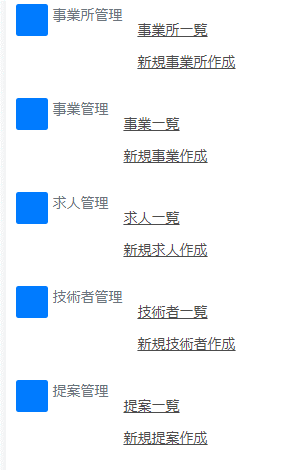 事業所管理
事業所一覧
新規事業所作成
事業管理
事業一覧
新規事業作成
求人管理
求人一覧
新規求人作成
技術者管理
技術者一覧
新規技術者作成
提案管理
提案一覧
新規提案作成